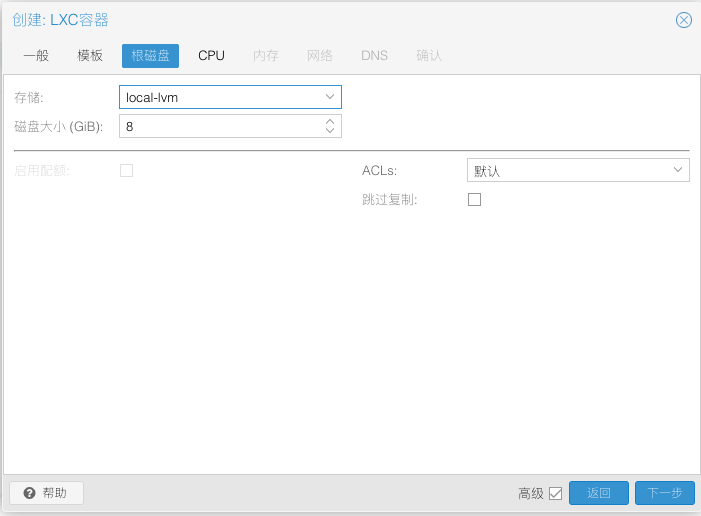 创建: LXC容器
一般 模板 根磁盘 CPU 内存 网络 DNS 确认
存储: local-lvm
磁盘大小 (GiB): 8
启用配额: ACLs: 默认
跳过复制:
帮助 高级 返回 下一步